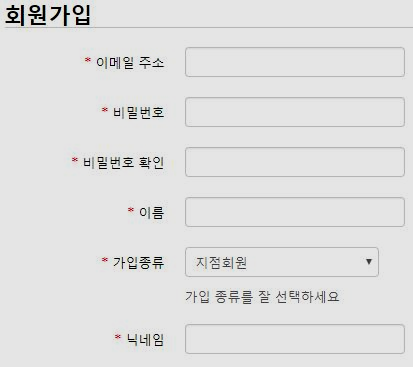 회원가입
* 이메일 주소
* 비밀번호
* 비밀번호 확인
* 이름
* 가입종류 지점회원
가입 종류를 잘 선택하세요
* 닉네임